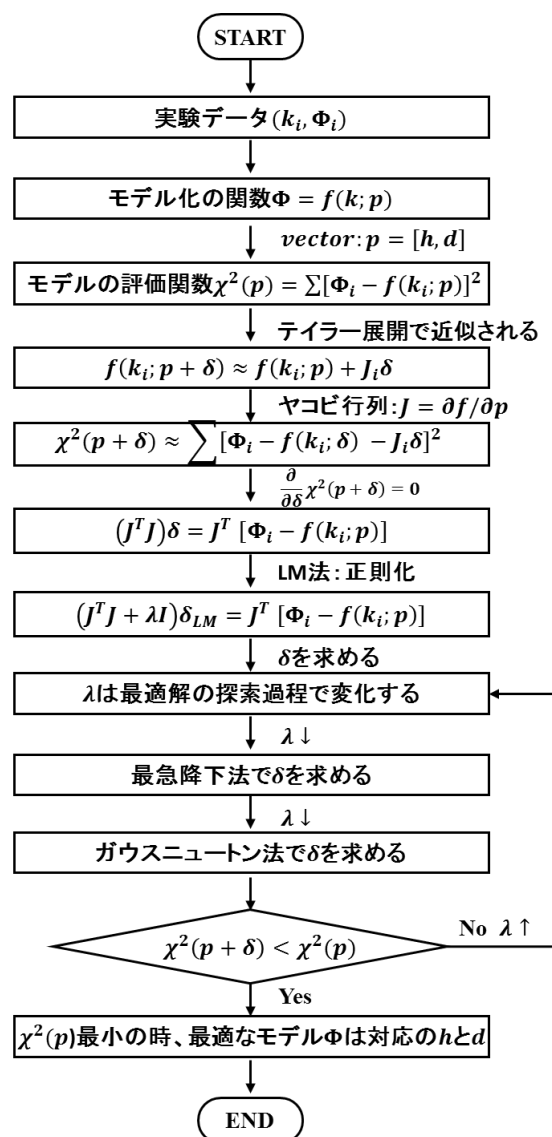 START
実験データ(k_i, Φ_i)
モデル化の関数Φ = f(k; p)
vector: p = [h, d]
モデルの評価関数χ²(p) = ∑[Φ_i − f(k_i; p)]²
テイラー展開で近似される
f(k_i; p + δ) ≈ f(k_i; p) + J_iδ
ヤコビ行列: J = ∂f/∂p
χ²(p + δ) ≈ ∑ [Φ_i − f(k_i; δ) − J_iδ]²
∂/∂δ χ²(p + δ) = 0
(JᵀJ)δ = Jᵀ [Φ_i − f(k_i; p)]
LM法: 正則化
(JᵀJ + λI)δ_LM = Jᵀ [Φ_i − f(k_i; p)]
δを求める
λは最適解の探索過程で変化する
λ ↓
最急降下法でδを求める
λ ↓
ガウスニュートン法でδを求める
χ²(p + δ) < χ²(p)
No λ ↑
Yes
χ²(p)最小の時、最適なモデルΦは対応のhとd
END